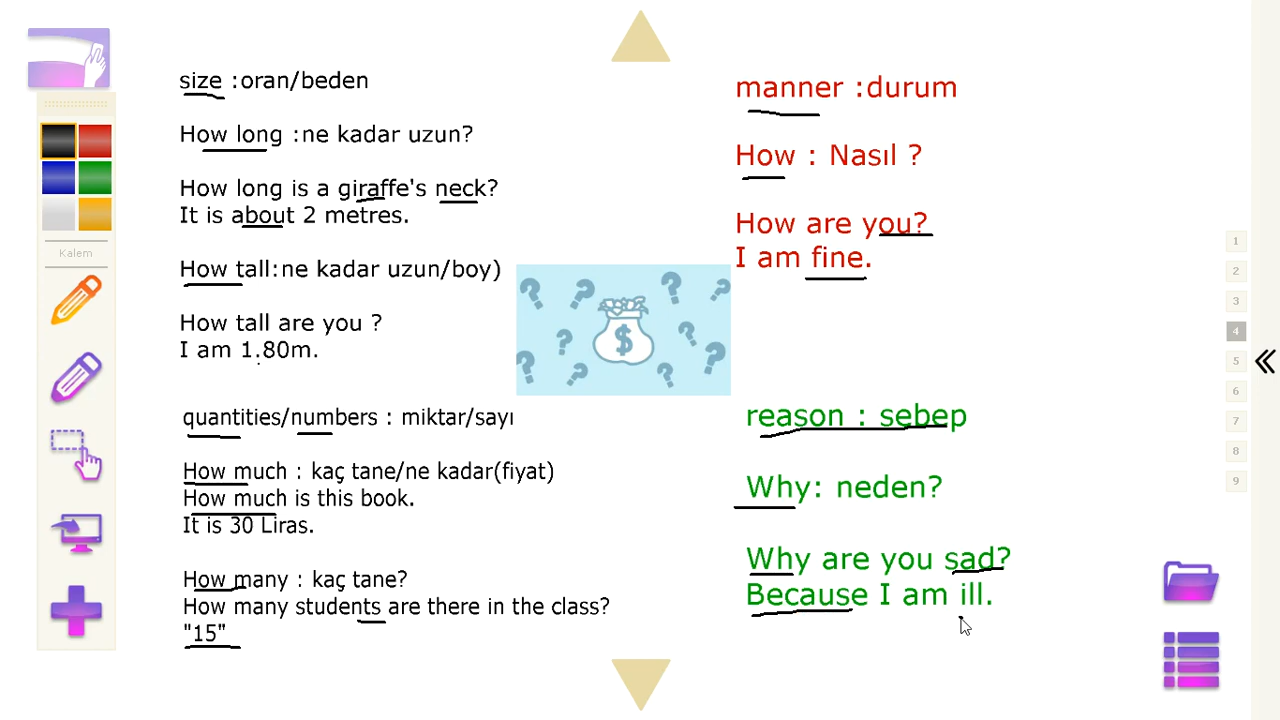 size :oran/beden
How long :ne kadar uzun?
How long is a giraffe's neck?
It is about 2 metres.
How tall:ne kadar uzun/boy)
How tall are you ?
I am 1.80m.
quantities/numbers : miktar/sayı
How much : kaç tane/ne kadar(fiyat)
How much is this book.
It is 30 Liras.
How many : kaç tane?
How many students are there in the class?
"15"
manner :durum
How : Nasıl ?
How are you?
I am fine.
reason : sebep
Why: neden?
Why are you sad?
Because I am ill.
Kalem
1
2
3
4
5
6
7
8
9